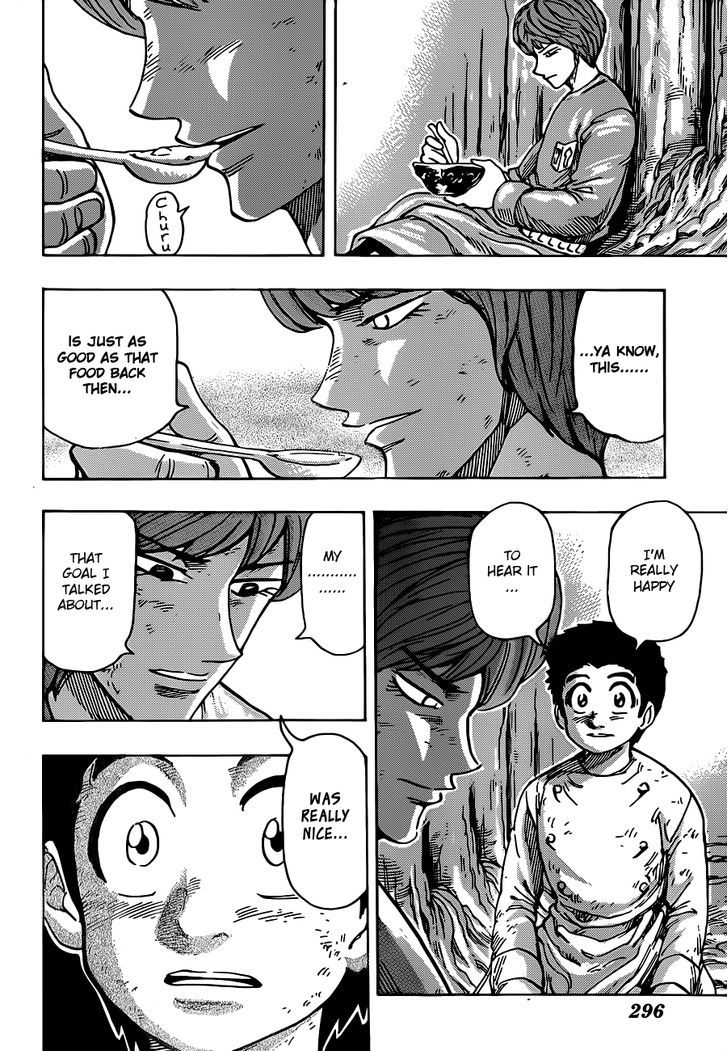 Churu
...YA KNOW,
THIS......
IS JUST AS
GOOD AS THAT
FOOD BACK
THEN...
I'M
REALLY
HAPPY
TO
HEAR IT
...
MY
............
......
THAT
GOAL I
TALKED
ABOUT...
WAS
REALLY
NICE...
296